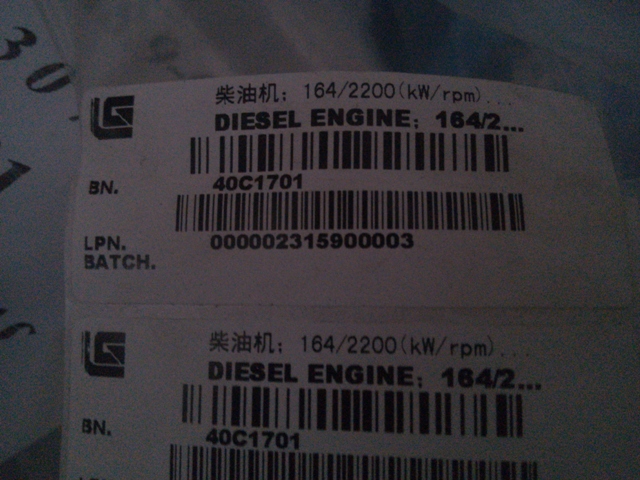 30
柴油机; 164/2200(kW/rpm)...
DIESEL ENGINE; 164/2...
BN. 40C1701
LPN. 000002315900003
BATCH.
柴油机; 164/2200(kW/rpm)...
DIESEL ENGINE; 164/2...
BN. 40C1701